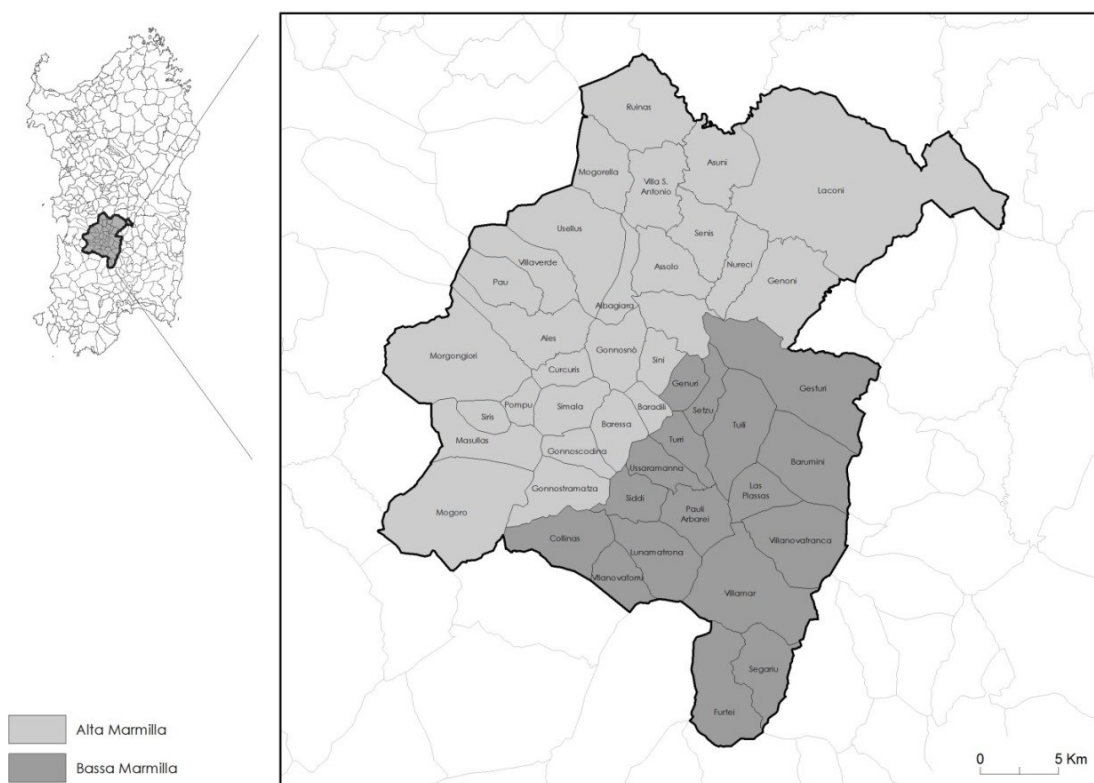 Ruinas
Asuni
Mogorella
Villa S.
Antonio
Laconi
Usellus
Senis
Villaverde
Assolo
Nureci
Pau
Genoni
Albagiara
Ales
Gonnosnò
Morgongiori
Sini
Curcuris
Genuri
Gesturi
Pompu
Baradili
Siris
Simala
Setzu
Baressa
Tuili
Masullas
Turri
Gonnoscodina
Barumini
Ussaramanna
Las
Plassas
Gonnostramatza
Siddi
Pauli
Arbarei
Mogoro
Collinas
Villanovafranca
Lunamatrona
Villanovaforru
Villamar
Segariu
Furtei
Alta Marmilla
Bassa Marmilla
0 5 Km